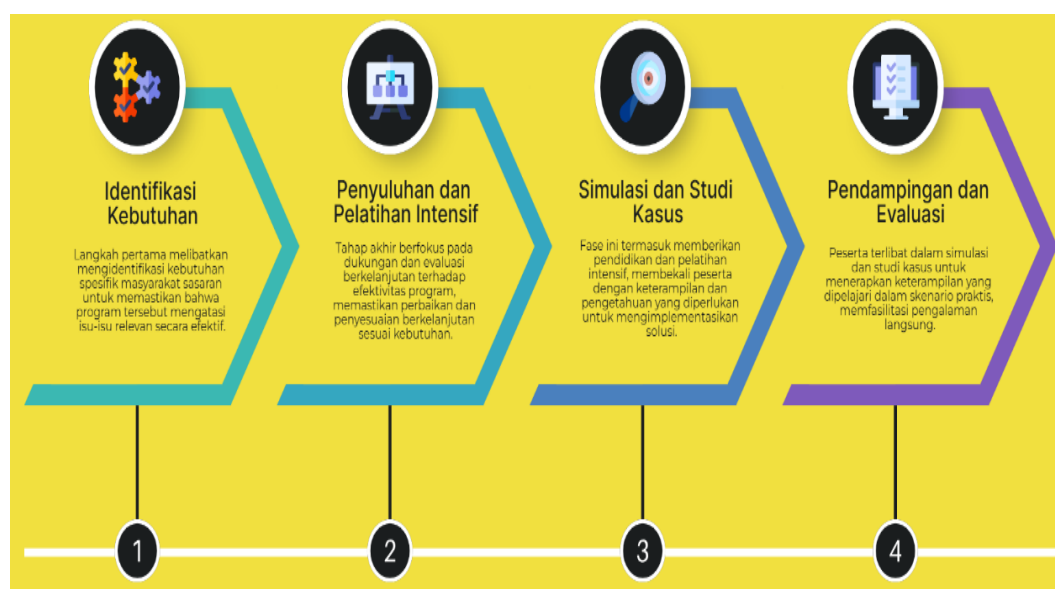 Identifikasi
Kebutuhan
Langkah pertama melibatkan
mengidentifikasi kebutuhan
spesifik masyarakat sasaran
untuk memastikan bahwa
program tersebut mengatasi
isu-isu relevan secara efektif.
1
Penyuluhan dan
Pelatihan Intensif
Tahap akhir berfokus pada
dukungan dan evaluasi
berkelanjutan terhadap
efektivitas program,
memastikan perbaikan dan
penyesuaian berkelanjutan
sesuai kebutuhan.
2
Simulasi dan Studi
Kasus
Fase ini termasuk memberikan
pendidikan dan pelatihan
intensif, membekali peserta
dengan keterampilan dan
pengetahuan yang diperlukan
untuk mengimplementasikan
solusi.
3
Pendampingan dan
Evaluasi
Peserta terlibat dalam simulasi
dan studi kasus untuk
menerapkan keterampilan yang
dipelajari dalam skenario praktis,
memfasilitasi pengalaman
langsung.
4